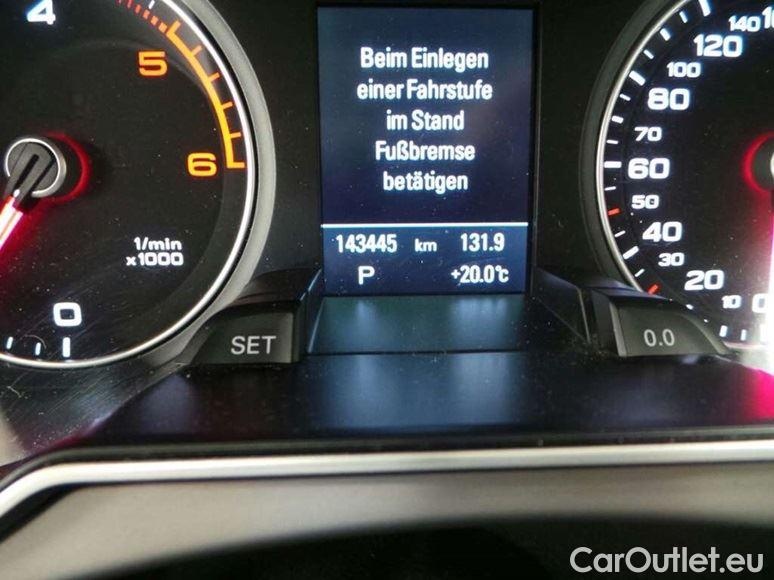 4
5
6
1/min
x1000
0
Beim Einlegen
einer Fahrstufe
im Stand
Fußbremse
betätigen
143445 km 131.9
P +20.0°C
SET
0.0
140
120
100
80
70
60
50
40
30
20
10
0
CarOutlet.eu